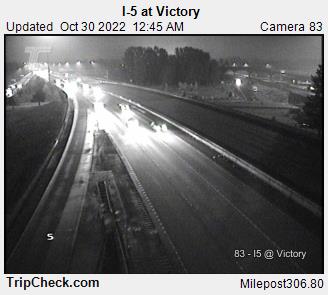 I-5 at Victory
Updated Oct 30 2022 12:45 AM Camera 83
T
S
83 - I5 @ Victory
TripCheck.com Milepost306.80